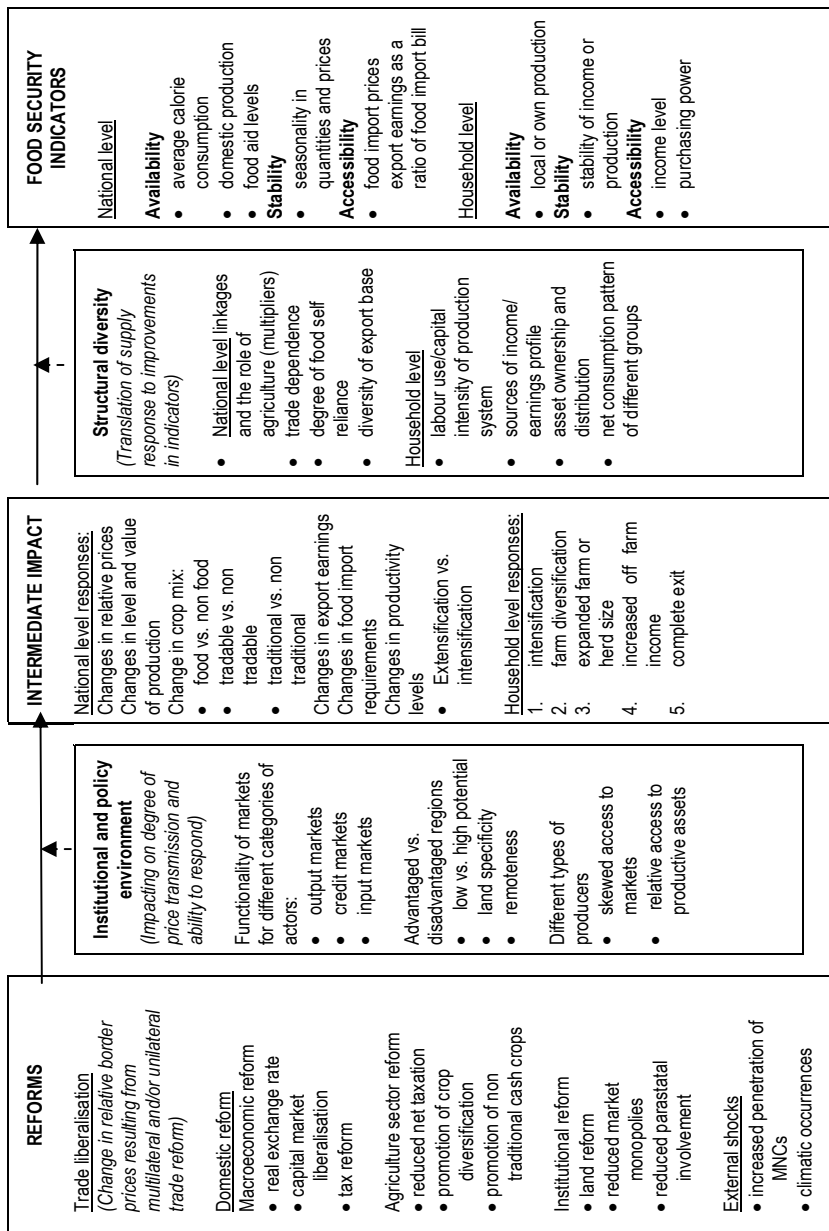 REFORMS
Trade liberalisation
(Change in relative border
prices resulting from
multilateral and/or unilateral
trade reform)
Domestic reform
Macroeconomic reform
• real exchange rate
• capital market
liberalisation
• tax reform
Agriculture sector reform
• reduced net taxation
• promotion of crop
diversification
• promotion of non
traditional cash crops
Institutional reform
• land reform
• reduced market
monopolies
• reduced parastatal
involvement
External shocks
• increased penetration of
MNCs
• climatic occurrences
Institutional and policy
environment
(Impacting on degree of
price transmission and
ability to respond)
Functionality of markets
for different categories of
actors:
• output markets
• credit markets
• input markets
Advantaged vs.
disadvantaged regions
• low vs. high potential
• land specificity
• remoteness
Different types of
producers
• skewed access to
markets
• relative access to
productive assets
INTERMEDIATE IMPACT
National level responses:
Changes in relative prices
Changes in level and value
of production
Change in crop mix:
• food vs. non food
• tradable vs. non
tradable
• traditional vs. non
traditional
Changes in export earnings
Changes in food import
requirements
Changes in productivity
levels
• Extensification vs.
intensification
Household level responses:
1. intensification
2. farm diversification
3. expanded farm or
herd size
4. increased off farm
income
5. complete exit
Structural diversity
(Translation of supply
response to improvements
in indicators)
• National level linkages
and the role of
agriculture (multipliers)
• trade dependence
• degree of food self
reliance
• diversity of export base
Household level
• labour use/capital
intensity of production
system
• sources of income/
earnings profile
• asset ownership and
distribution
• net consumption pattern
of different groups
FOOD SECURITY
INDICATORS
National level
Availability
• average calorie
consumption
• domestic production
• food aid levels
Stability
• seasonality in
quantities and prices
Accessibility
• food import prices
export earnings as a
ratio of food import bill
Household level
Availability
• local or own production
Stability
• stability of income or
production
Accessibility
• income level
• purchasing power